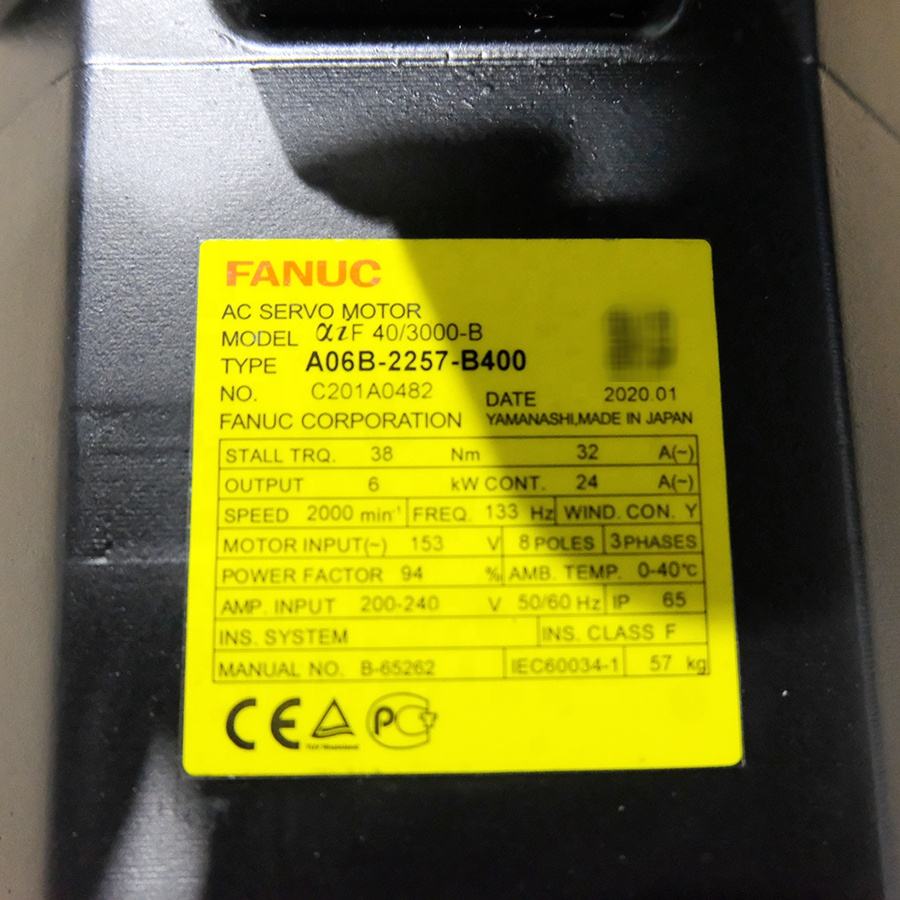 FANUC
AC SERVO MOTOR
MODEL αiF 40/3000-B
TYPE A06B-2257-B400
NO. C201A0482 DATE 2020.01
FANUC CORPORATION YAMANASHI,MADE IN JAPAN
STALL TRQ. 38 Nm 32 A(~)
OUTPUT 6 kW CONT. 24 A(~)
SPEED 2000 min⁻¹ FREQ. 133 Hz WIND. CON. Y
MOTOR INPUT(~) 153 V 8 POLES 3PHASES
POWER FACTOR 94 % AMB. TEMP. 0-40℃
AMP. INPUT 200-240 V 50/60 Hz IP 65
INS. SYSTEM INS. CLASS F
MANUAL NO. B-65262 IEC60034-1 57 kg
CE